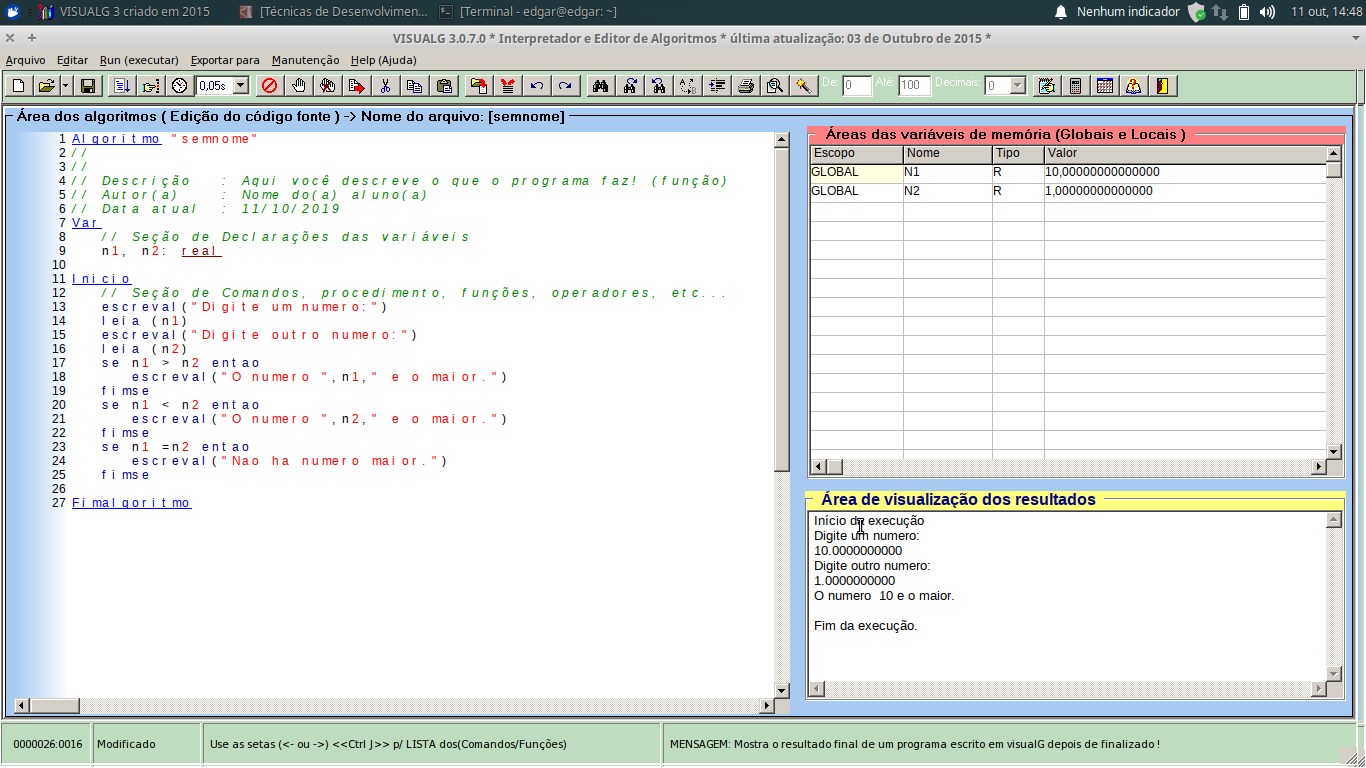 VISUALG 3 criado em 2015
[Técnicas de Desenvolvimen...
[Terminal - edgar@edgar: ~]
Nenhum indicador
11 out, 14:48
VISUALG 3.0.7.0 * Interpretador e Editor de Algoritmos * última atualização: 03 de Outubro de 2015 *
Arquivo Editar Run (executar) Exportar para Manutenção Help (Ajuda)
0,05s De: 0 Até: 100 Decimais: 0
Área dos algoritmos ( Edição do código fonte ) -> Nome do arquivo: [semnome]
1 Algoritmo "semnome"
2 //
3 //
4 // Descrição : Aqui você descreve o que o programa faz! (função)
5 // Autor(a) : Nome do(a) aluno(a)
6 // Data atual : 11/10/2019
7 Var
8 // Seção de Declarações das variáveis
9 n1, n2: real
10
11 Inicio
12 // Seção de Comandos, procedimento, funções, operadores, etc...
13 escreval("Digite um numero:")
14 leia (n1)
15 escreval("Digite outro numero:")
16 leia (n2)
17 se n1 > n2 entao
18 escreval("O numero ",n1," e o maior.")
19 fimse
20 se n1 < n2 entao
21 escreval("O numero ",n2," e o maior.")
22 fimse
23 se n1 =n2 entao
24 escreval("Nao ha numero maior.")
25 fimse
26
27 Fimalgoritmo
Áreas das variáveis de memória (Globais e Locais )
Escopo Nome Tipo Valor
GLOBAL N1 R 10,00000000000000
GLOBAL N2 R 1,00000000000000
Área de visualização dos resultados
Início da execução
Digite um numero:
10.0000000000
Digite outro numero:
1.0000000000
O numero  10 e o maior.
Fim da execução.
0000026:0016
Modificado
Use as setas (<- ou ->) <<Ctrl J>> p/ LISTA dos(Comandos/Funções)
MENSAGEM: Mostra o resultado final de um programa escrito em visualG depois de finalizado !